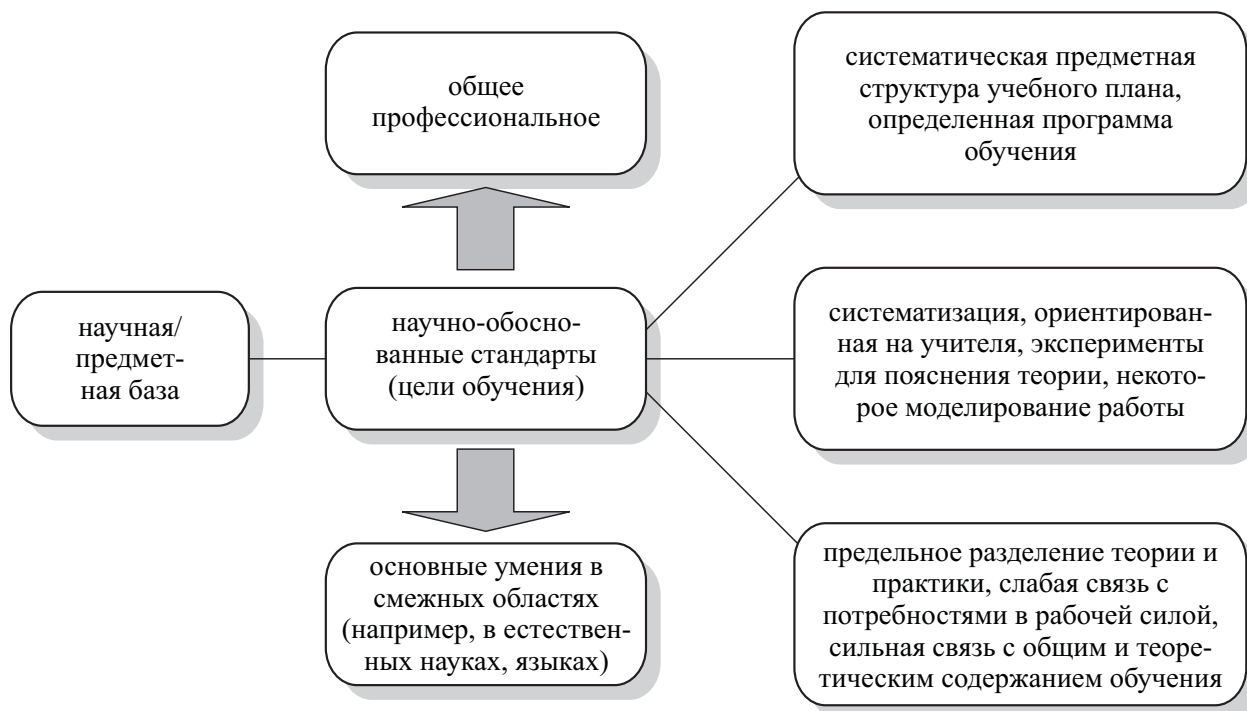 общее
профессиональное
систематическая предметная
структура учебного плана,
определенная программа
обучения
научная/
предмет-
ная база
научно-обосно-
ванные стандарты
(цели обучения)
систематизация, ориентирован-
ная на учителя, эксперименты
для пояснения теории, некото-
рое моделирование работы
основные умения в
смежных областях
(например, в естествен-
ных науках, языках)
предельное разделение теории и
практики, слабая связь с
потребностями в рабочей силой,
сильная связь с общим и теоре-
тическим содержанием обучения